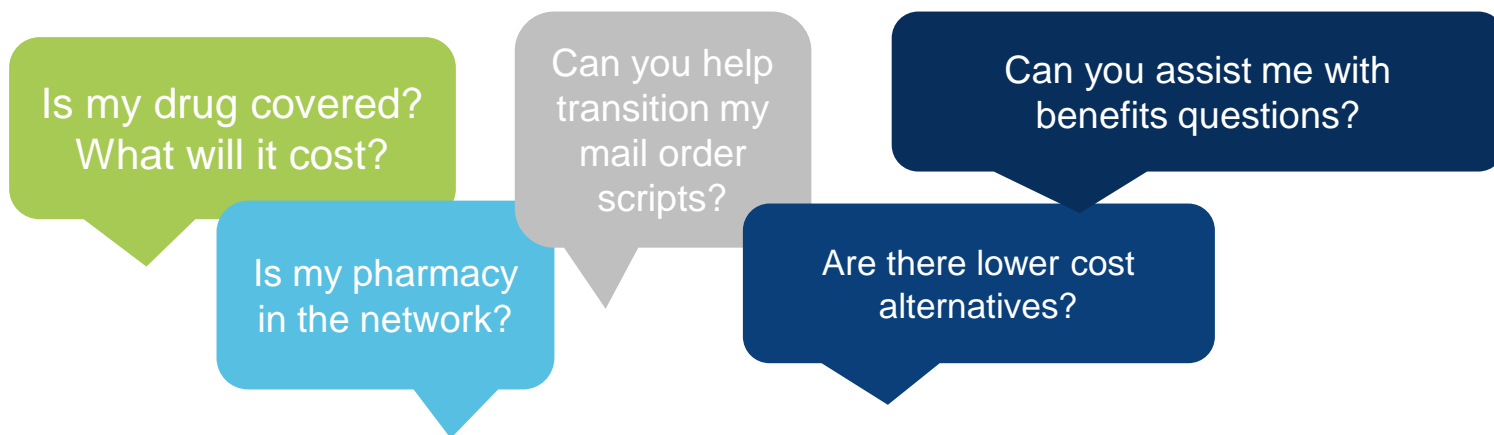 Is my drug covered?
What will it cost?
Can you help
transition my
mail order
scripts?
Can you assist me with
benefits questions?
Is my pharmacy
in the network?
Are there lower cost
alternatives?